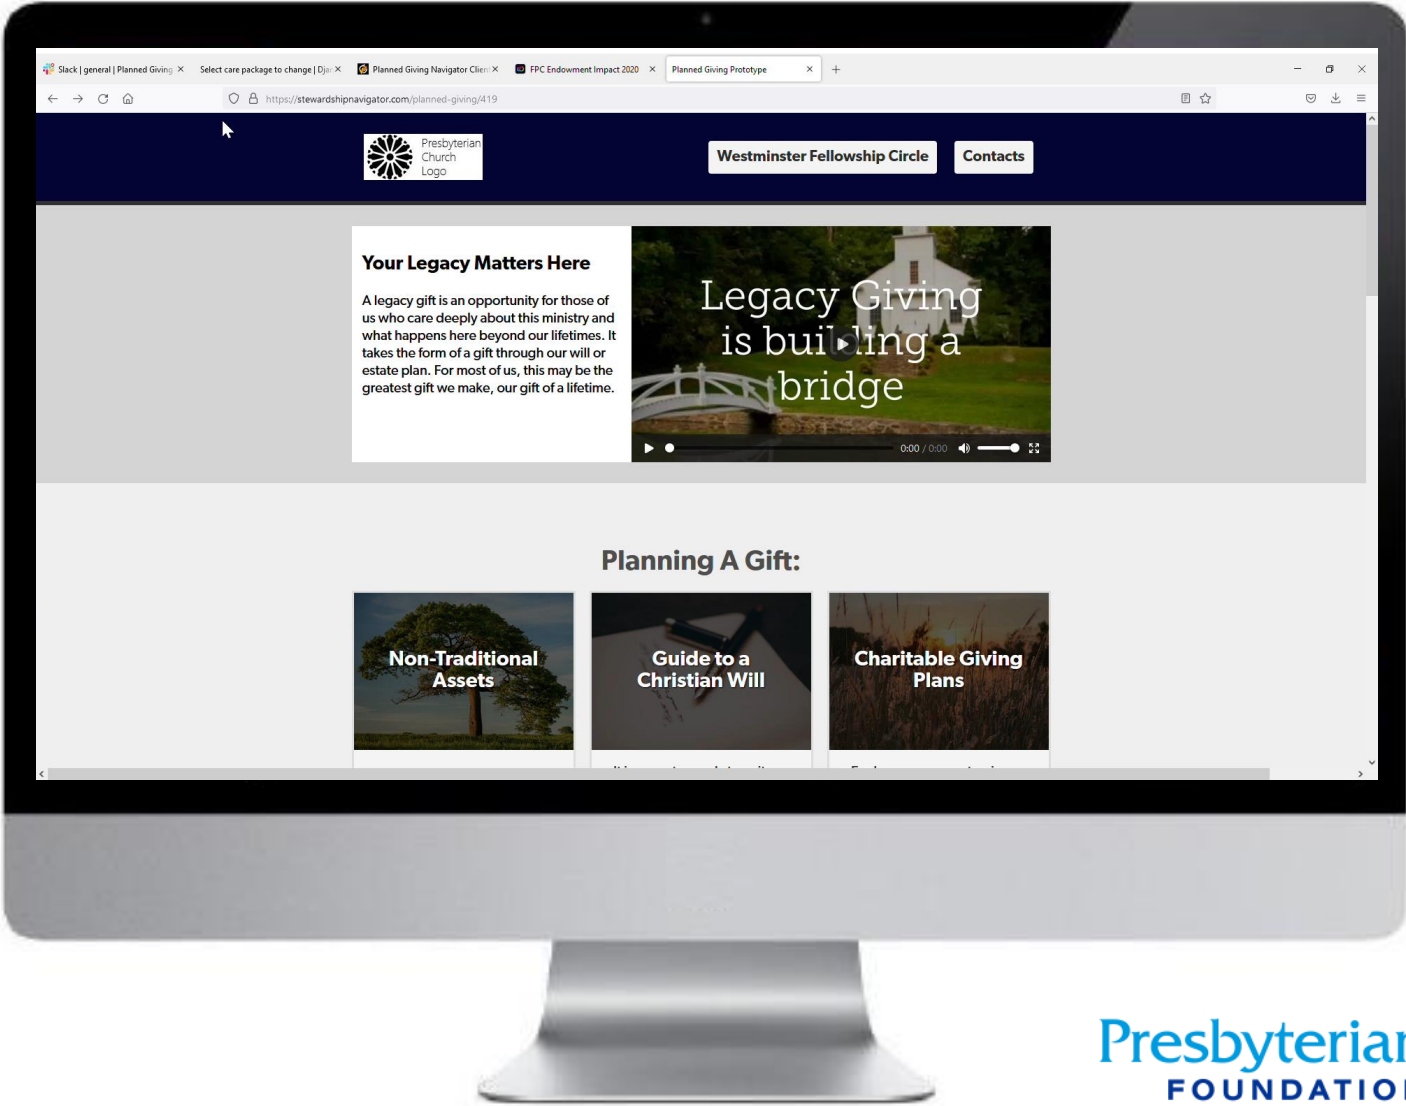 Slack | general | Planned Giving
Select care package to change | Djan
Planned Giving Navigator Client
FPC Endowment Impact 2020
Planned Giving Prototype
https://stewardshipnavigator.com/planned-giving/419
Presbyterian
Church
Logo
Westminster Fellowship Circle
Contacts
Your Legacy Matters Here
A legacy gift is an opportunity for those of
us who care deeply about this ministry and
what happens here beyond our lifetimes. It
takes the form of a gift through our will or
estate plan. For most of us, this may be the
greatest gift we make, our gift of a lifetime.
Legacy Giving
is building a
bridge
0:00 / 0:00
Planning A Gift:
Non-Traditional
Assets
Guide to a
Christian Will
Charitable Giving
Plans
Presbyterian
FOUNDATION